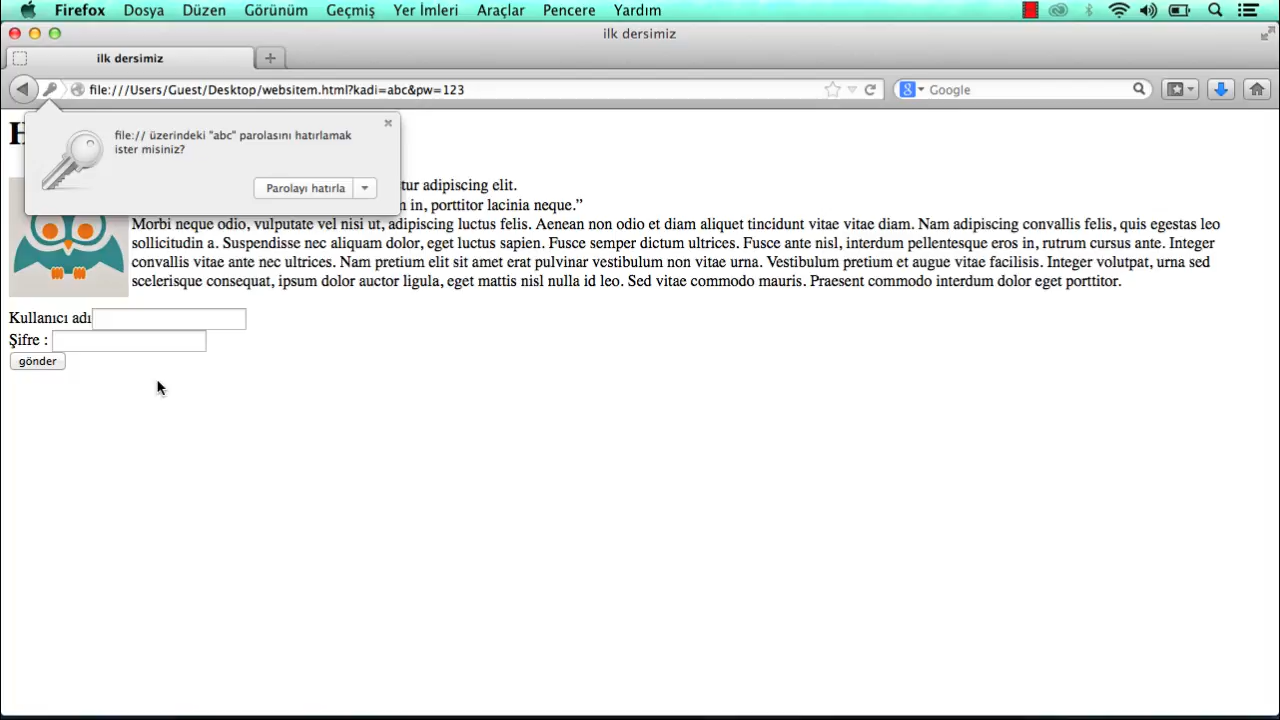 Firefox Dosya Düzen Görünüm Geçmiş Yer İmleri Araçlar Pencere Yardım
ilk dersimiz
ilk dersimiz
file:///Users/Guest/Desktop/websitem.html?kadi=abc&pw=123
Google
file:// üzerindeki "abc" parolasını hatırlamak
ister misiniz?
Parolayı hatırla
tur adipiscing elit.
n in, porttitor lacinia neque.”
Morbi neque odio, vulputate vel nisi ut, adipiscing luctus felis. Aenean non odio et diam aliquet tincidunt vitae vitae diam. Nam adipiscing convallis felis, quis egestas leo
sollicitudin a. Suspendisse nec aliquam dolor, eget luctus sapien. Fusce semper dictum ultrices. Fusce ante nisl, interdum pellentesque eros in, rutrum cursus ante. Integer
convallis vitae ante nec ultrices. Nam pretium elit sit amet erat pulvinar vestibulum non vitae urna. Vestibulum pretium et augue vitae facilisis. Integer volutpat, urna sed
scelerisque consequat, ipsum dolor auctor ligula, eget mattis nisl nulla id leo. Sed vitae commodo mauris. Praesent commodo interdum dolor eget porttitor.
Kullanıcı adı
Şifre :
gönder